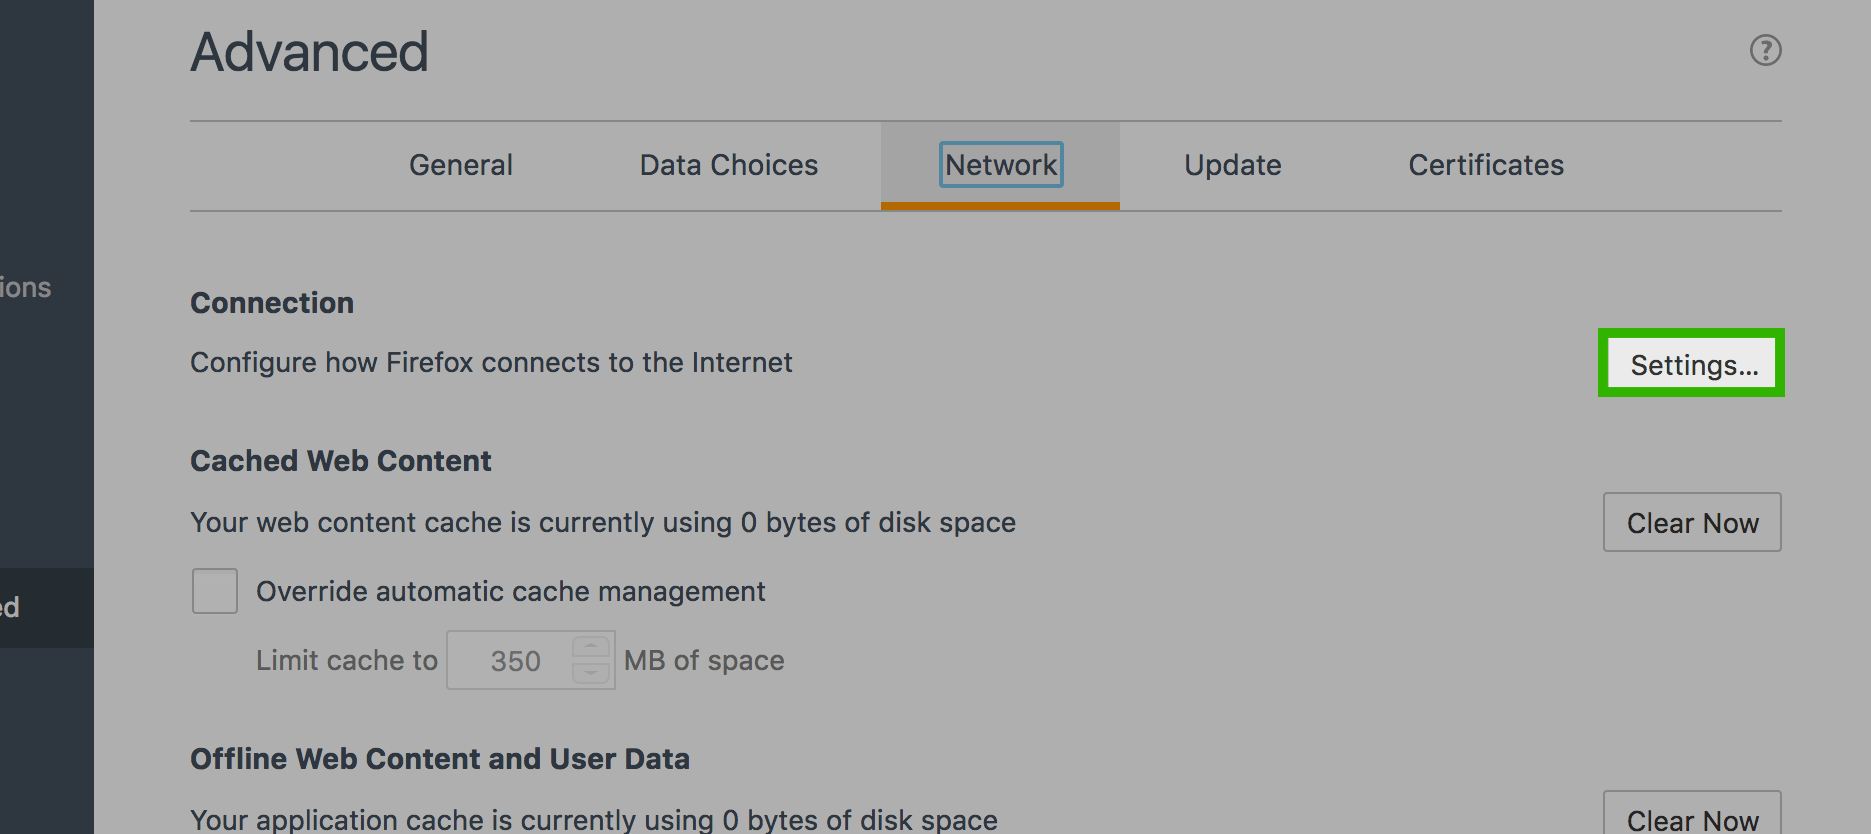 Advanced
?
General Data Choices Network Update Certificates
ions
Connection
Configure how Firefox connects to the Internet Settings...
Cached Web Content
Your web content cache is currently using 0 bytes of disk space Clear Now
Override automatic cache management
ed
Limit cache to 350 MB of space
Offline Web Content and User Data
Your application cache is currently using 0 bytes of disk space Clear Now